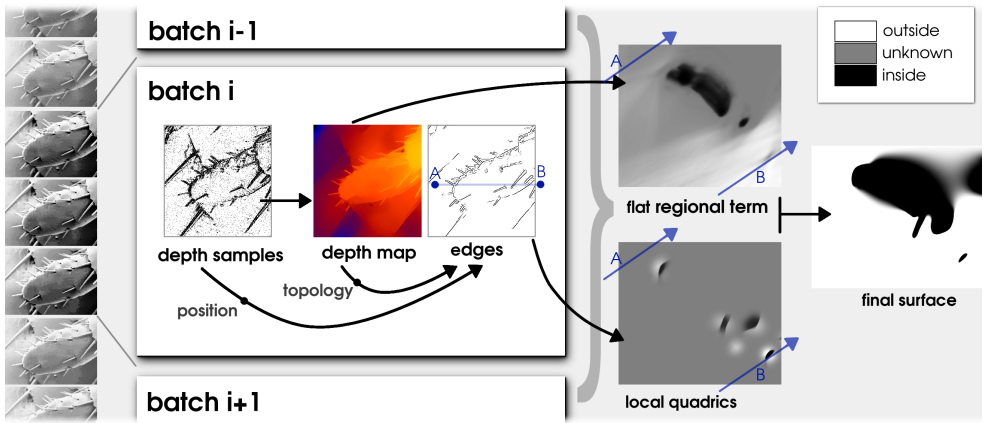 batch i-1
batch i
A
B
depth samples
depth map
edges
position
topology
batch i+1
A
B
flat regional term
A
B
local quadrics
outside
unknown
inside
final surface